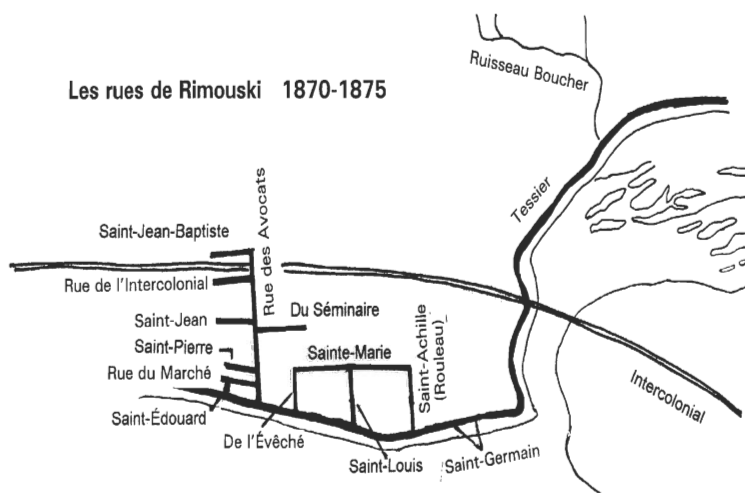 Ruisseau Boucher
Les rues de Rimouski 1870-1875
Tessier
Rue des Avocats
Saint-Jean-Baptiste
Rue de l'Intercolonial
Du Séminaire
Saint-Jean
Saint-Achille
(Rouleau)
Saint-Pierre
Sainte-Marie
Rue du Marché
Intercolonial
Saint-Édouard
De l'Évêché
Saint-Louis
Saint-Germain